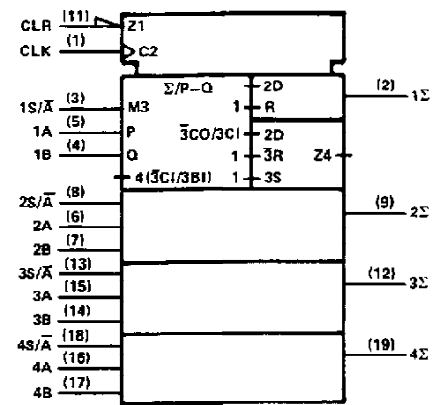 CLR (11) Z1
CLK (1) C2
Σ/P–Q 2D (2) 1Σ
1S/A̅ (3) M3 1 R
1A (5) P 3̅CO/3CI 2D
1B (4) Q 1 3̅R Z4
4(3̅CI/3BI) 1 3S
2S/A̅ (8)
2A (6) (9) 2Σ
2B (7)
3S/A̅ (13)
3A (15) (12) 3Σ
3B (14)
4S/A̅ (18)
4A (16) (19) 4Σ
4B (17)